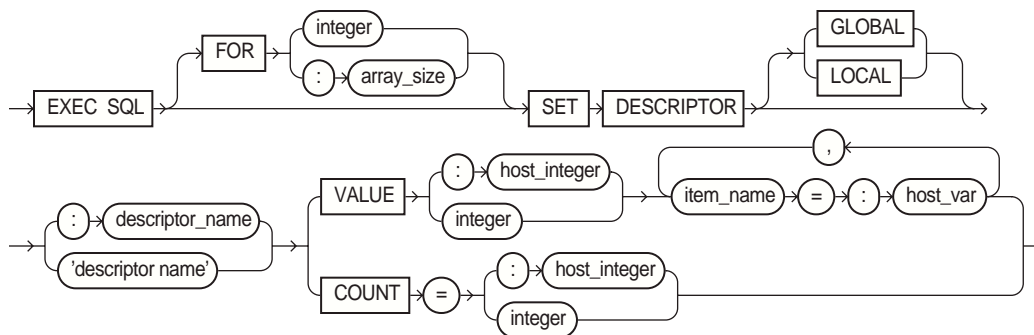 integer
GLOBAL
FOR
: array_size
LOCAL
EXEC SQL SET DESCRIPTOR
,
: host_integer
VALUE item_name = : host_var
: descriptor_name integer
'descriptor name'
: host_integer
COUNT =
integer